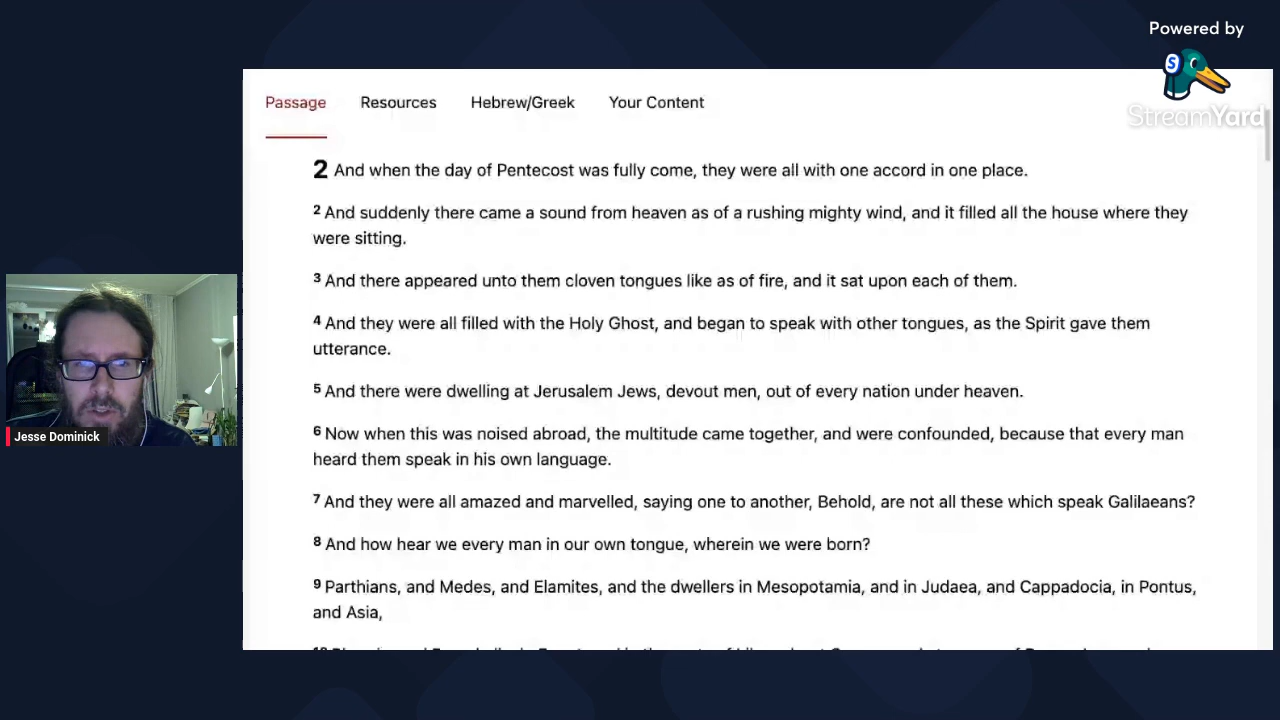 Powered by
StreamYard
Passage Resources Hebrew/Greek Your Content
2 And when the day of Pentecost was fully come, they were all with one accord in one place.
2 And suddenly there came a sound from heaven as of a rushing mighty wind, and it filled all the house where they
were sitting.
3 And there appeared unto them cloven tongues like as of fire, and it sat upon each of them.
4 And they were all filled with the Holy Ghost, and began to speak with other tongues, as the Spirit gave them
utterance.
5 And there were dwelling at Jerusalem Jews, devout men, out of every nation under heaven.
6 Now when this was noised abroad, the multitude came together, and were confounded, because that every man
heard them speak in his own language.
7 And they were all amazed and marvelled, saying one to another, Behold, are not all these which speak Galilaeans?
8 And how hear we every man in our own tongue, wherein we were born?
9 Parthians, and Medes, and Elamites, and the dwellers in Mesopotamia, and in Judaea, and Cappadocia, in Pontus,
and Asia,
Jesse Dominick